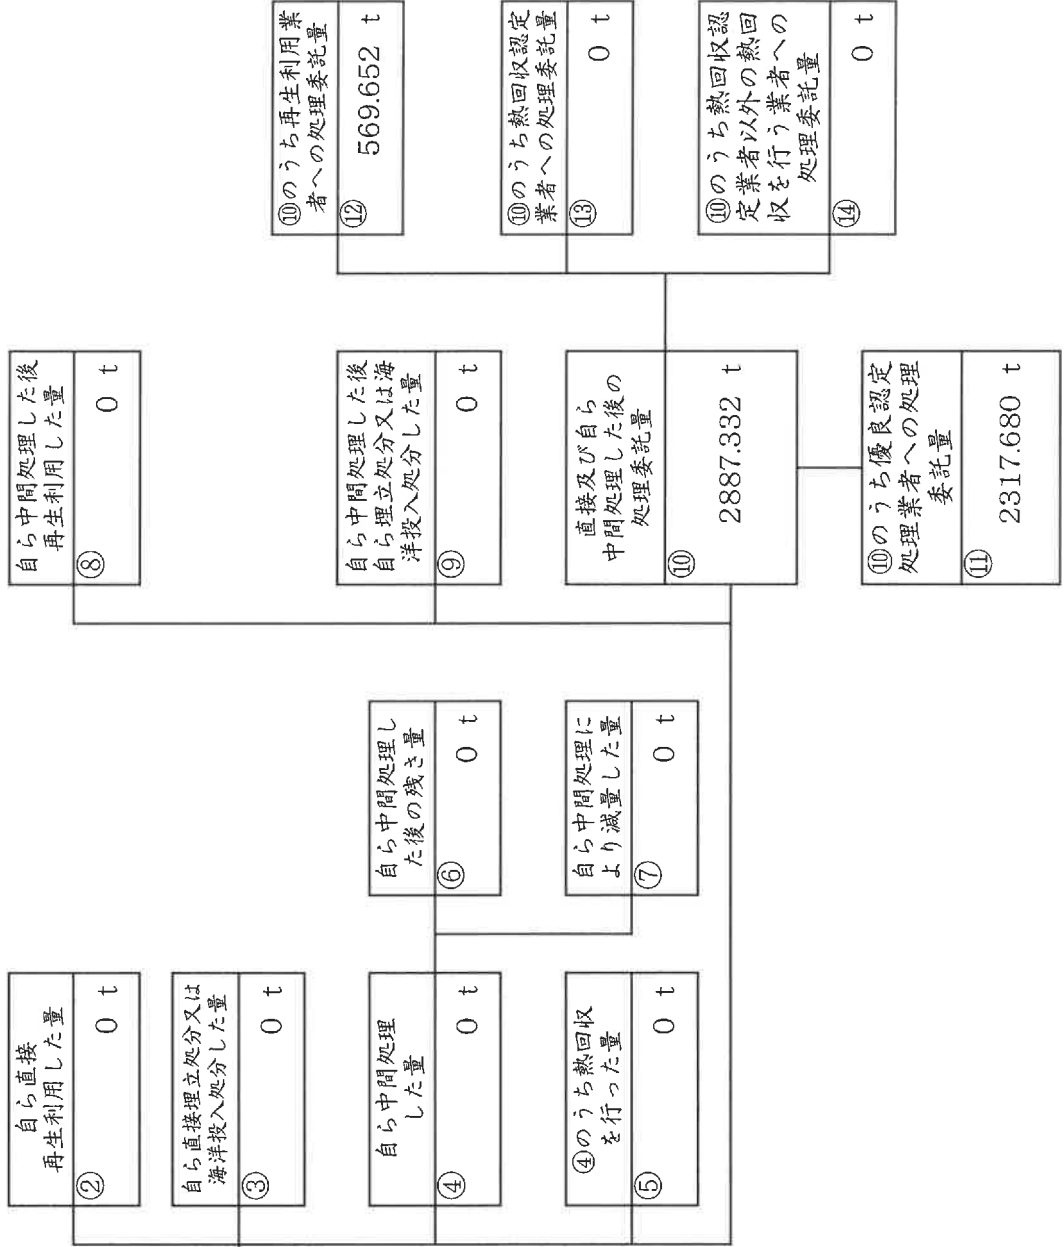 自ら直接
再生利用した量
② 0 t
自ら直接埋立処分又は
海洋投入処分した量
③ 0 t
自ら中間処理
した量
④ 0 t
④のうち熱回収
を行った量
⑤ 0 t
自ら中間処理し
た後の残さ量
⑥ 0 t
自ら中間処理に
より減量した量
⑦ 0 t
自ら中間処理した後
再生利用した量
⑧ 0 t
自ら中間処理した後
自ら埋立処分又は海
洋投入処分した量
⑨ 0 t
直接及び自ら
中間処理した後の
処理委託量
⑩ 2887.332 t
⑩のうち優良認定
処理業者への処理
委託量
⑪ 2317.680 t
⑩のうち再生利用業
者への処理委託量
⑫ 569.652 t
⑩のうち熱回収認定
業者への処理委託量
⑬ 0 t
⑩のうち熱回収認
定業者以外の熱回
収を行う業者への
処理委託量
⑭ 0 t